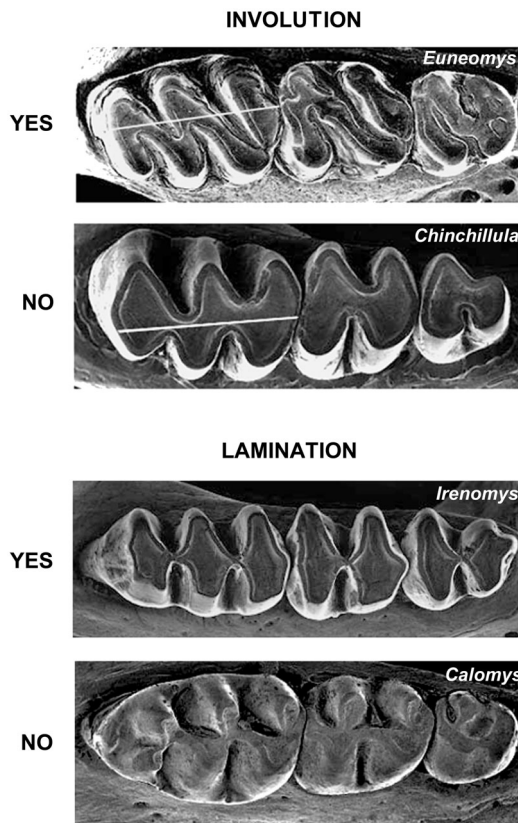 INVOLUTION
Euneomys
YES
Chinchillula
NO
LAMINATION
Irenomys
YES
Calomys
NO